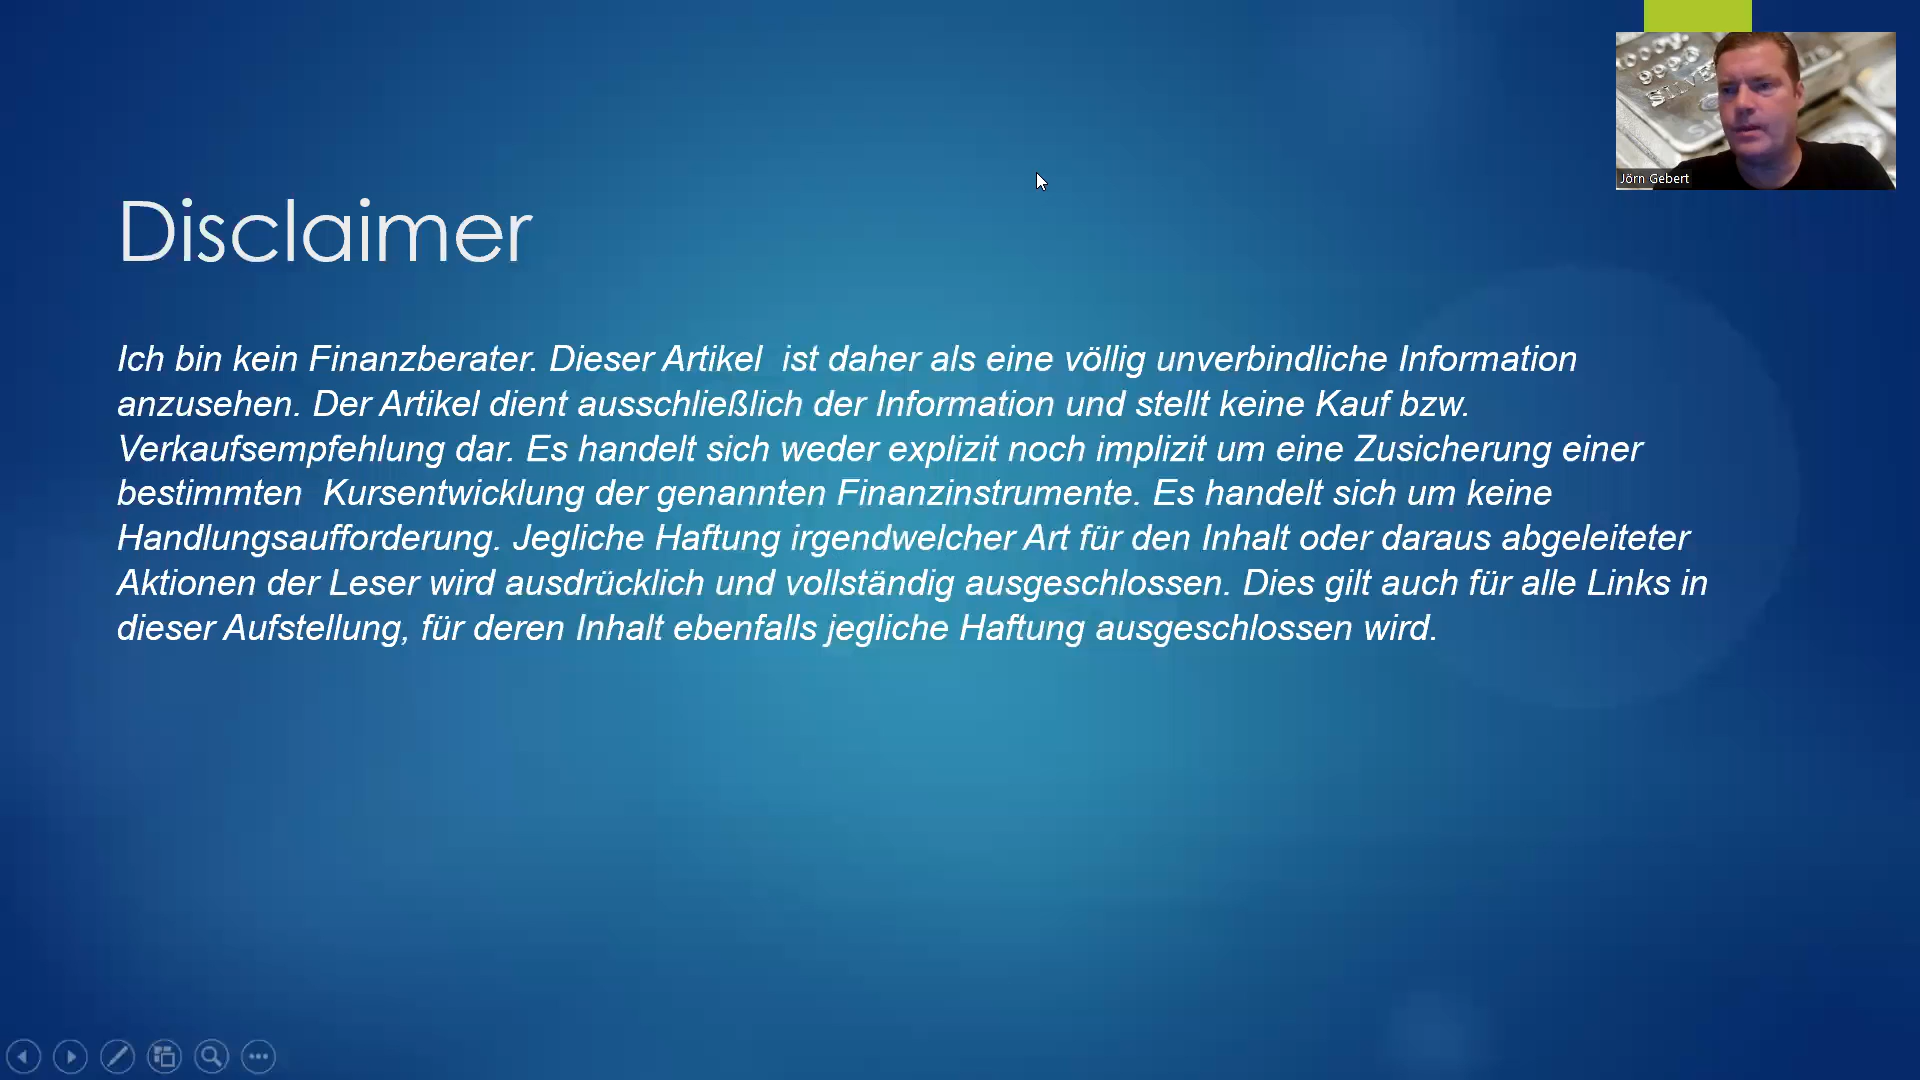 Disclaimer
Ich bin kein Finanzberater. Dieser Artikel  ist daher als eine völlig unverbindliche Information
anzusehen. Der Artikel dient ausschließlich der Information und stellt keine Kauf bzw.
Verkaufsempfehlung dar. Es handelt sich weder explizit noch implizit um eine Zusicherung einer
bestimmten  Kursentwicklung der genannten Finanzinstrumente. Es handelt sich um keine
Handlungsaufforderung. Jegliche Haftung irgendwelcher Art für den Inhalt oder daraus abgeleiteter
Aktionen der Leser wird ausdrücklich und vollständig ausgeschlossen. Dies gilt auch für alle Links in
dieser Aufstellung, für deren Inhalt ebenfalls jegliche Haftung ausgeschlossen wird.
Jörn Gebert